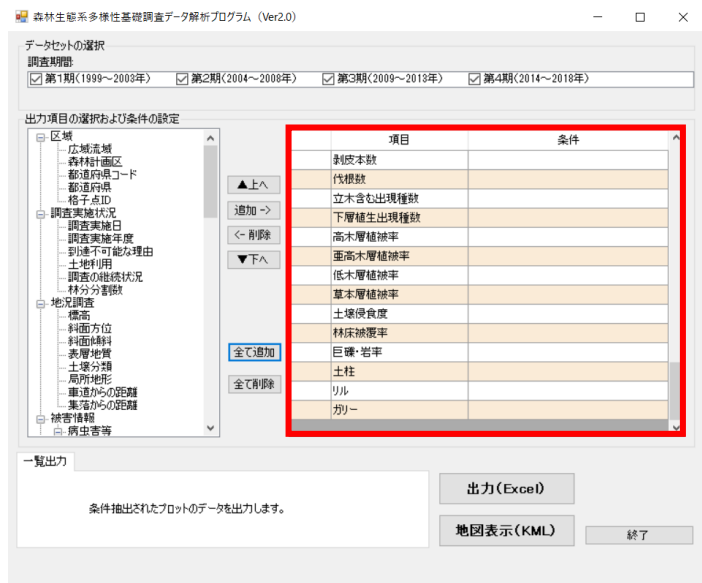 森林生態系多様性基礎調査データ解析プログラム（Ver2.0）
データセットの選択
調査期間:
第1期(1999～2003年) 第2期(2004～2008年) 第3期(2009～2013年) 第4期(2014～2018年)
出力項目の選択および条件の設定
区域
広域流域
森林計画区
都道府県コード
都道府県
格子点ID
調査実施状況
調査実施日
調査実施年度
到達不可能な理由
土地利用
調査の継続状況
林分分割数
地況調査
標高
斜面方位
斜面傾斜
表層地質
土壌分類
局所地形
車道からの距離
集落からの距離
被害情報
病虫害等
▲上へ
追加 ->
<- 削除
▼下へ
全て追加
全て削除
項目 条件
剥皮本数
伐根数
立木含む出現種数
下層植生出現種数
高木層植被率
亜高木層植被率
低木層植被率
草本層植被率
土壌侵食度
林床被覆率
巨礫・岩率
土柱
リル
ガリー
一覧出力
条件抽出されたプロットのデータを出力します。
出力(Excel)
地図表示(KML)
終了